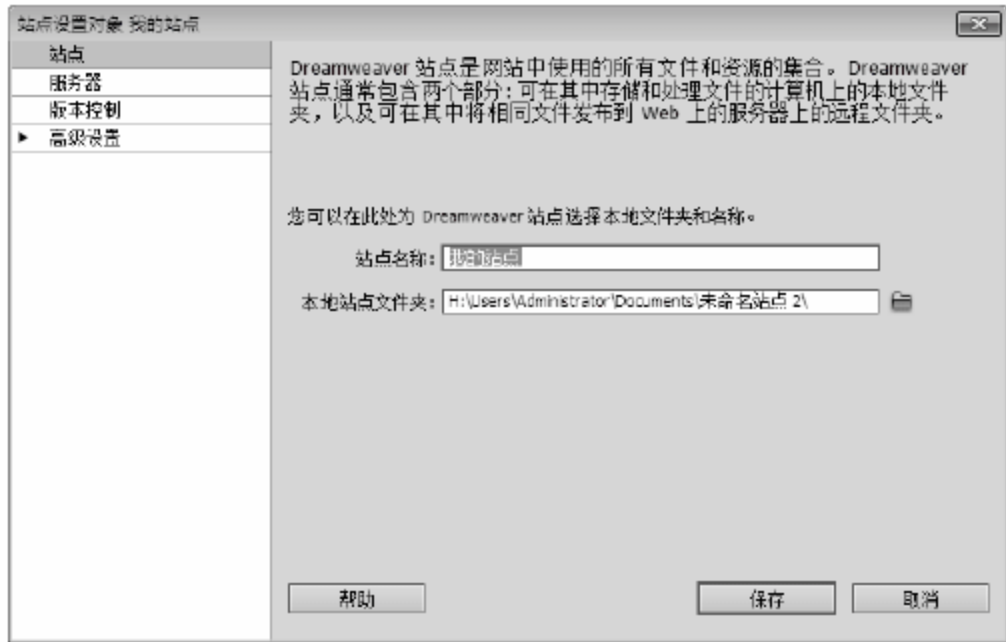 站点设置对象 我的站点
站点
服务器
版本控制
高级设置
Dreamweaver 站点是网站中使用的所有文件和资源的集合。Dreamweaver
站点通常包含两个部分：可在其中存储和处理文件的计算机上的本地文件
夹，以及可在其中将相同文件发布到 Web 上的服务器上的远程文件夹。
您可以在此处为 Dreamweaver 站点选择本地文件夹和名称。
站点名称： 我的站点
本地站点文件夹： H:\Users\Administrator\Documents\未命名站点 2\
帮助 保存 取消